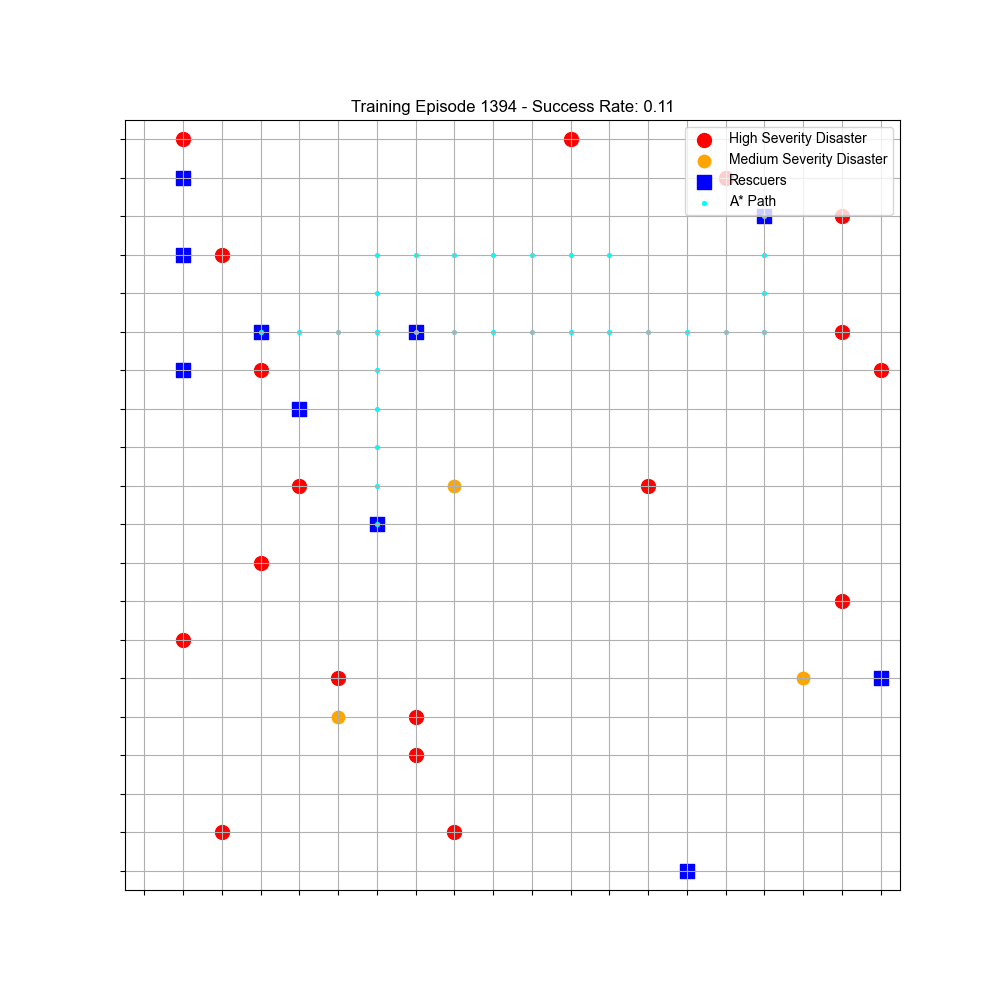 Training Episode 1394 - Success Rate: 0.11
High Severity Disaster
Medium Severity Disaster
Rescuers
A* Path